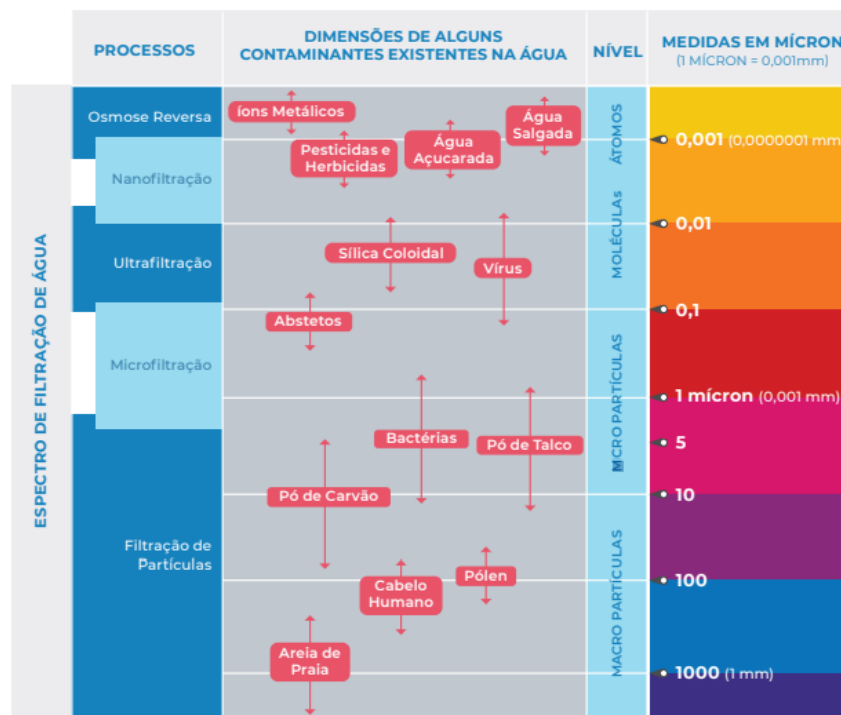 PROCESSOS
DIMENSÕES DE ALGUNS
CONTAMINANTES EXISTENTES NA ÁGUA
NÍVEL
MEDIDAS EM MÍCRON
(1 MÍCRON = 0,001mm)
ESPECTRO DE FILTRAÇÃO DE ÁGUA
Osmose Reversa
Nanofiltração
Ultrafiltração
Microfiltração
Filtração de
Partículas
íons Metálicos
Pesticidas e
Herbicidas
Água
Açucarada
Água
Salgada
Sílica Coloidal
Vírus
Abstetos
Bactérias
Pó de Talco
Pó de Carvão
Cabelo
Humano
Pólen
Areia de
Praia
ÁTOMOS
MOLÉCULAs
MCRO PARTÍCULAS
MACRO PARTÍCULAS
0,001 (0,0000001 mm
0,01
0,1
1 mícron (0,001 mm)
5
10
100
1000 (1 mm)